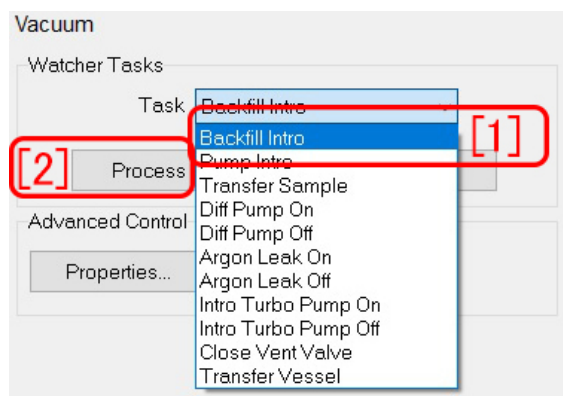 Vacuum
Watcher Tasks
Task Backfill Intro
Backfill Intro [1]
[2] Process
Pump Intro
Transfer Sample
Diff Pump On
Advanced Control
Diff Pump Off
Argon Leak On
Properties...
Argon Leak Off
Intro Turbo Pump On
Intro Turbo Pump Off
Close Vent Valve
Transfer Vessel